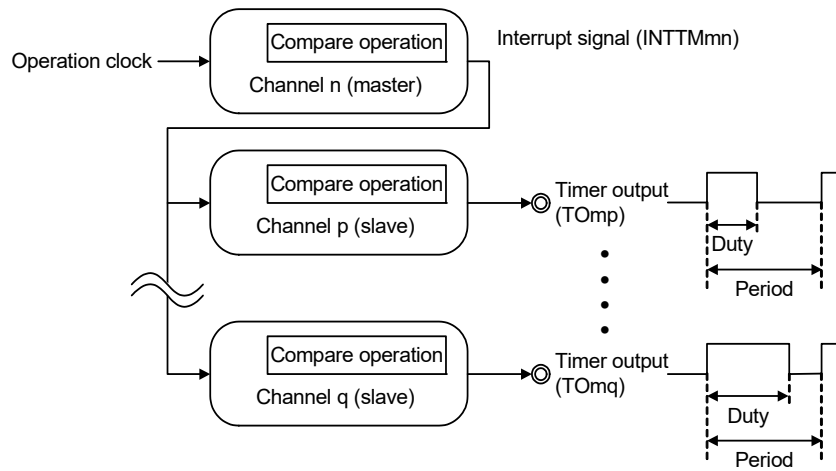 Compare operation
Interrupt signal (INTTMmn)
Operation clock
Channel n (master)
Compare operation
Channel p (slave)
Timer output
(TOmp)
Duty
Period
Compare operation
Channel q (slave)
Timer output
(TOmq)
Duty
Period